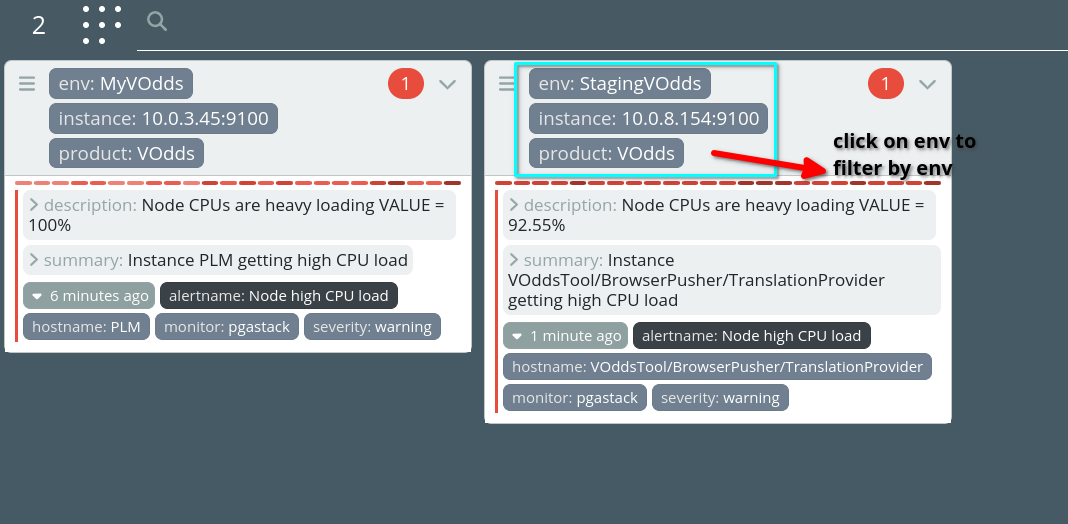 2
env: MyVOdds
1
instance: 10.0.3.45:9100
product: VOdds
description: Node CPUs are heavy loading VALUE =
100%
summary: Instance PLM getting high CPU load
6 minutes ago
alertname: Node high CPU load
hostname: PLM
monitor: pgastack
severity: warning
env: StagingVOdds
1
instance: 10.0.8.154:9100
product: VOdds
click on env to
filter by env
description: Node CPUs are heavy loading VALUE =
92.55%
summary: Instance
VOddsTool/BrowserPusher/TranslationProvider
getting high CPU load
1 minute ago
alertname: Node high CPU load
hostname: VOddsTool/BrowserPusher/TranslationProvider
monitor: pgastack
severity: warning